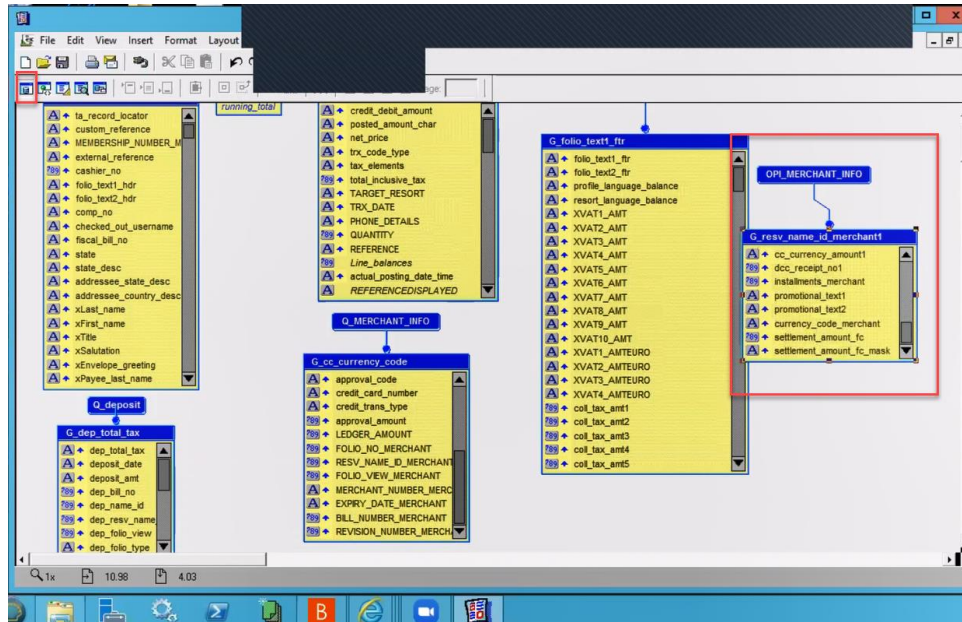 File Edit View Insert Format Layout
age:
ta_record_locator
custom_reference
MEMBERSHIP_NUMBER_M
external_reference
cashier_no
folio_text1_hdr
folio_text2_hdr
comp_no
checked_out_username
fiscal_bill_no
state
state_desc
addressee_state_desc
addressee_country_desc
xLast_name
xFirst_name
xTitle
xSalutation
xEnvelope_greeting
xPayee_last_name
Q_deposit
G_dep_total_tax
dep_total_tax
deposit_date
deposit_amt
dep_bill_no
dep_name_id
dep_resv_name
dep_folio_view
dep_folio_type
running_total
credit_debit_amount
posted_amount_char
net_price
trx_code_type
tax_elements
total_inclusive_tax
TARGET_RESORT
TRX_DATE
PHONE_DETAILS
QUANTITY
REFERENCE
Line_balances
actual_posting_date_time
REFERENCEDISPLAYED
Q_MERCHANT_INFO
G_cc_currency_code
approval_code
credit_card_number
credit_trans_type
approval_amount
LEDGER_AMOUNT
FOLIO_NO_MERCHANT
RESV_NAME_ID_MERCHANT
FOLIO_VIEW_MERCHANT
MERCHANT_NUMBER_MERC
EXPIRY_DATE_MERCHANT
BILL_NUMBER_MERCHANT
REVISION_NUMBER_MERCH
G_folio_text1_ftr
folio_text1_ftr
folio_text2_ftr
profile_language_balance
resort_language_balance
XVAT1_AMT
XVAT2_AMT
XVAT3_AMT
XVAT4_AMT
XVAT5_AMT
XVAT6_AMT
XVAT7_AMT
XVAT8_AMT
XVAT9_AMT
XVAT10_AMT
XVAT1_AMTEURO
XVAT2_AMTEURO
XVAT3_AMTEURO
XVAT4_AMTEURO
coll_tax_amt1
coll_tax_amt2
coll_tax_amt3
coll_tax_amt4
coll_tax_amt5
OPI_MERCHANT_INFO
G_resv_name_id_merchant1
cc_currency_amount1
dcc_receipt_no1
installments_merchant
promotional_text1
promotional_text2
currency_code_merchant
settlement_amount_fc
settlement_amount_fc_mask
1x 10.98 4.03
B